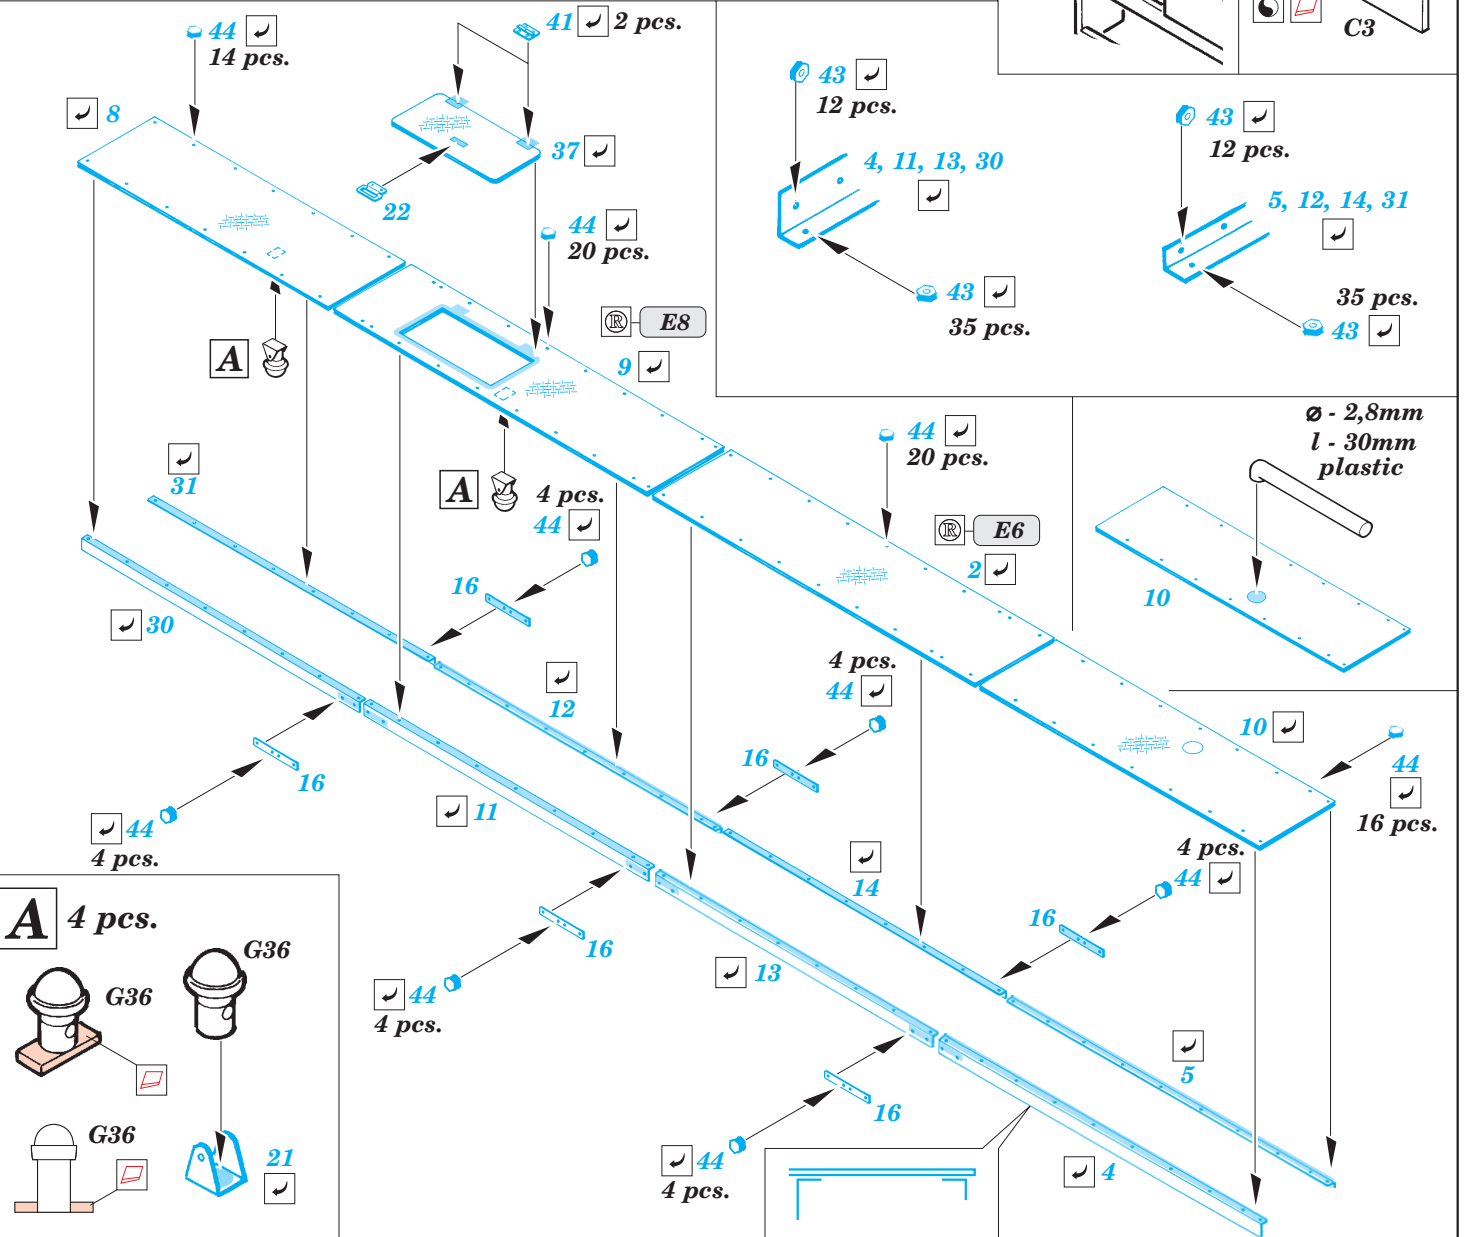 44
14 pcs.
41 2 pcs.
8
37
22
44
20 pcs.
C3
43
12 pcs.
4, 11, 13, 30
43
35 pcs.
43
12 pcs.
5, 12, 14, 31
35 pcs.
43
A
R E8
9
A
44
20 pcs.
ø - 2,8mm
l - 30mm
plastic
10
31
4 pcs.
44
16
R E6
2
30
12
4 pcs.
44
16
10
44
16 pcs.
16
44
4 pcs.
11
14
4 pcs.
44
16
16
44
4 pcs.
13
5
16
44
4 pcs.
4
A 4 pcs.
G36
G36
G36
21